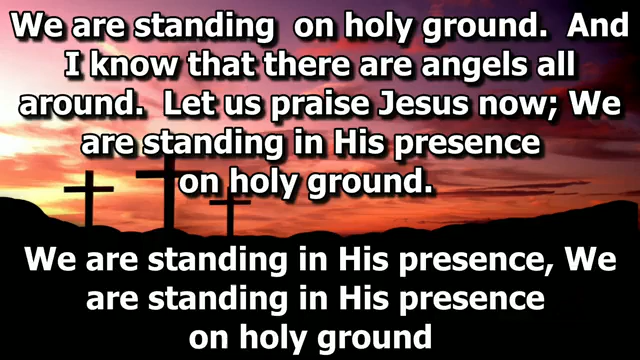 We are standing  on holy ground.  And
I know that there are angels all
around.  Let us praise Jesus now; We
are standing in His presence
on holy ground.
We are standing in His presence, We
are standing in His presence
on holy ground